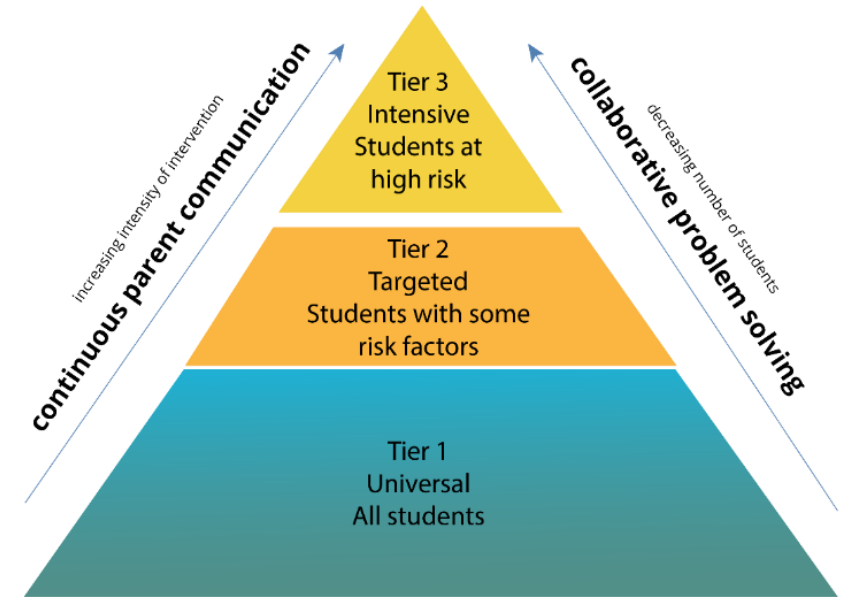 Tier 3
Intensive
Students at
high risk
Tier 2
Targeted
Students with some
risk factors
Tier 1
Universal
All students
increasing intensity of intervention
continuous parent communication
collaborative problem solving
decreasing number of students